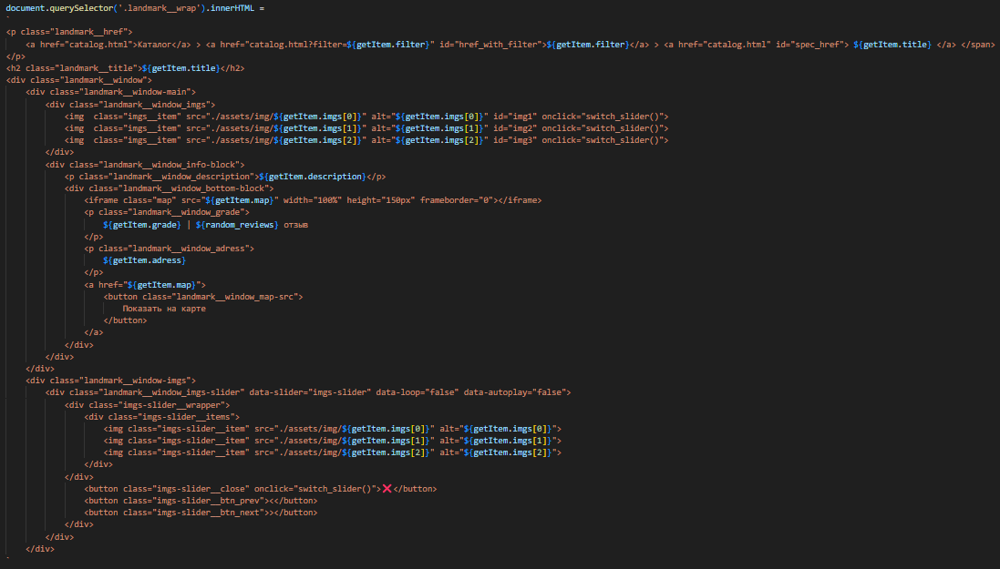 document.querySelector('.landmark__wrap').innerHTML =
`
<p class="landmark__href">
    <a href="catalog.html">Каталог</a> > <a href="catalog.html?filter=${getItem.filter}" id="href_with_filter">${getItem.filter}</a> > <a href="catalog.html" id="spec_href"> ${getItem.title} </a> </span>
</p>
<h2 class="landmark__title">${getItem.title}</h2>
<div class="landmark__window">
    <div class="landmark__window-main">
        <div class="landmark__window_imgs">
            <img  class="imgs__item" src="./assets/img/${getItem.imgs[0]}" alt="${getItem.imgs[0]}" id="img1" onclick="switch_slider()">
            <img  class="imgs__item" src="./assets/img/${getItem.imgs[1]}" alt="${getItem.imgs[1]}" id="img2" onclick="switch_slider()">
            <img  class="imgs__item" src="./assets/img/${getItem.imgs[2]}" alt="${getItem.imgs[2]}" id="img3" onclick="switch_slider()">
        </div>
        <div class="landmark__window_info-block">
            <p class="landmark__window_description">${getItem.description}</p>
            <div class="landmark__window_bottom-block">
                <iframe class="map" src="${getItem.map}" width="100%" height="150px" frameborder="0"></iframe>
                <p class="landmark__window_grade">
                    ${getItem.grade} | ${random_reviews} отзыв
                </p>
                <p class="landmark__window_adress">
                    ${getItem.adress}
                </p>
                <a href="${getItem.map}">
                    <button class="landmark__window_map-src">
                        Показать на карте
                    </button>
                </a>
            </div>
        </div>
    </div>
    <div class="landmark__window-imgs">
        <div class="landmark__window_imgs-slider" data-slider="imgs-slider" data-loop="false" data-autoplay="false">
            <div class="imgs-slider__wrapper">
                <div class="imgs-slider__items">
                    <img class="imgs-slider__item" src="./assets/img/${getItem.imgs[0]}" alt="${getItem.imgs[0]}">
                    <img class="imgs-slider__item" src="./assets/img/${getItem.imgs[1]}" alt="${getItem.imgs[1]}">
                    <img class="imgs-slider__item" src="./assets/img/${getItem.imgs[2]}" alt="${getItem.imgs[2]}">
                </div>
            </div>
                <button class="imgs-slider__close" onclick="switch_slider()">❌</button>
                <button class="imgs-slider__btn_prev"><</button>
                <button class="imgs-slider__btn_next">></button>
            </div>
        </div>
    </div>
`